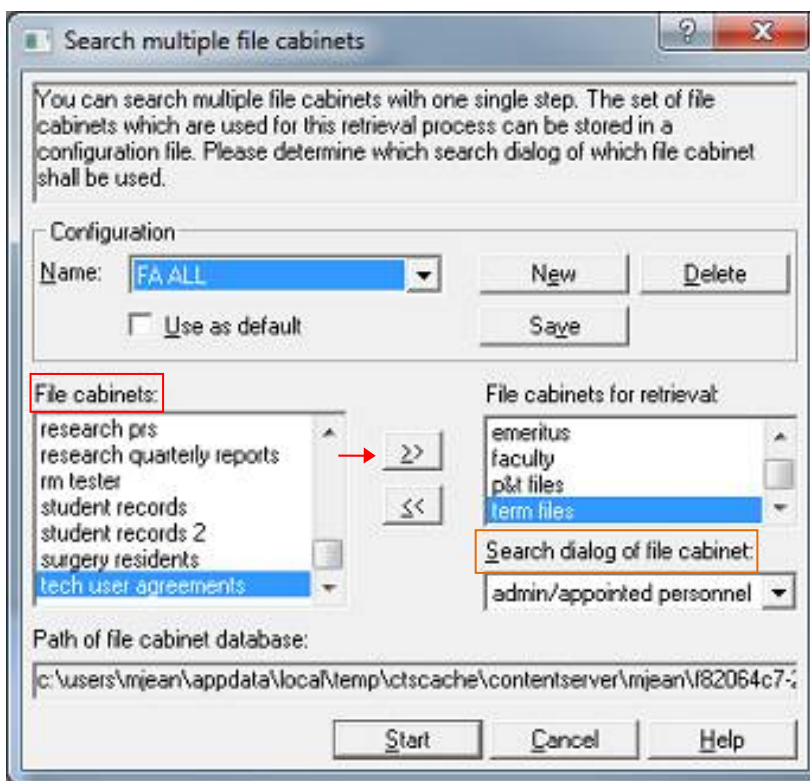 Search multiple file cabinets
You can search multiple file cabinets with one single step. The set of file
cabinets which are used for this retrieval process can be stored in a
configuration file. Please determine which search dialog of which file cabinet
shall be used.
Configuration
Name: FA ALL New Delete
Use as default Save
File cabinets:
research prs
research quarterly reports
rm tester
student records
student records 2
surgery residents
tech user agreements
>>
<<
File cabinets for retrieval:
emeritus
faculty
p&t files
term files
Search dialog of file cabinet:
admin/appointed personnel
Path of file cabinet database:
c:\users\mjean\appdata\local\temp\ctscache\contentserver\mjean\f82064c7-2
Start Cancel Help